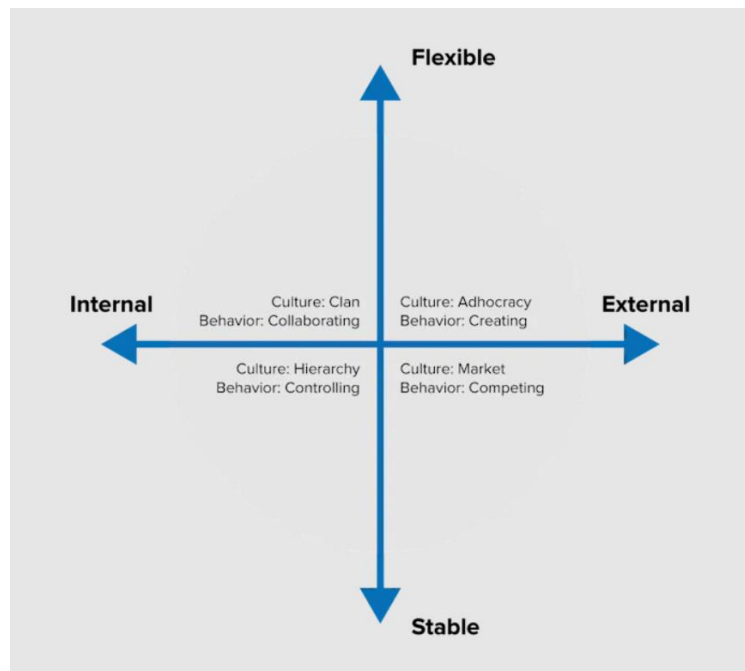 Flexible
Internal
Culture: Clan
Behavior: Collaborating
Culture: Adhocracy
Behavior: Creating
External
Culture: Hierarchy
Behavior: Controlling
Culture: Market
Behavior: Competing
Stable